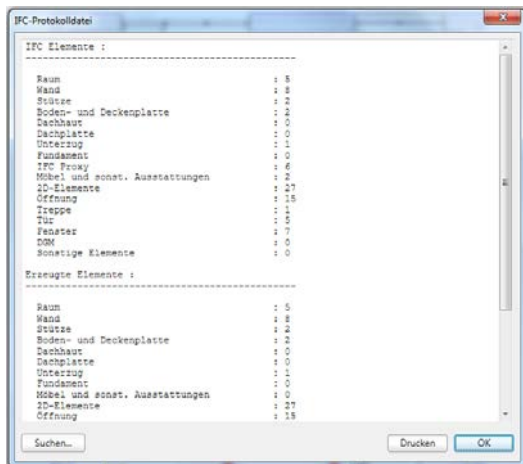 IFC-Protokolldatei
IFC Elemente :
------------------------------------------------
Raum : 5
Wand : 8
Stütze : 2
Boden- und Deckenplatte : 2
Dachhaut : 0
Dachplatte : 0
Unterzug : 1
Fundament : 0
IFC Proxy : 6
Möbel und sonst. Ausstattungen : 2
2D-Elemente : 27
Öffnung : 15
Treppe : 1
Tür : 5
Fenster : 7
DGM : 0
Sonstige Elemente : 0
Erzeugte Elemente :
------------------------------------------------
Raum : 5
Wand : 8
Stütze : 2
Boden- und Deckenplatte : 2
Dachhaut : 0
Dachplatte : 0
Unterzug : 1
Fundament : 0
Möbel und sonst. Ausstattungen : 0
2D-Elemente : 27
Öffnung : 15
Suchen... Drucken OK